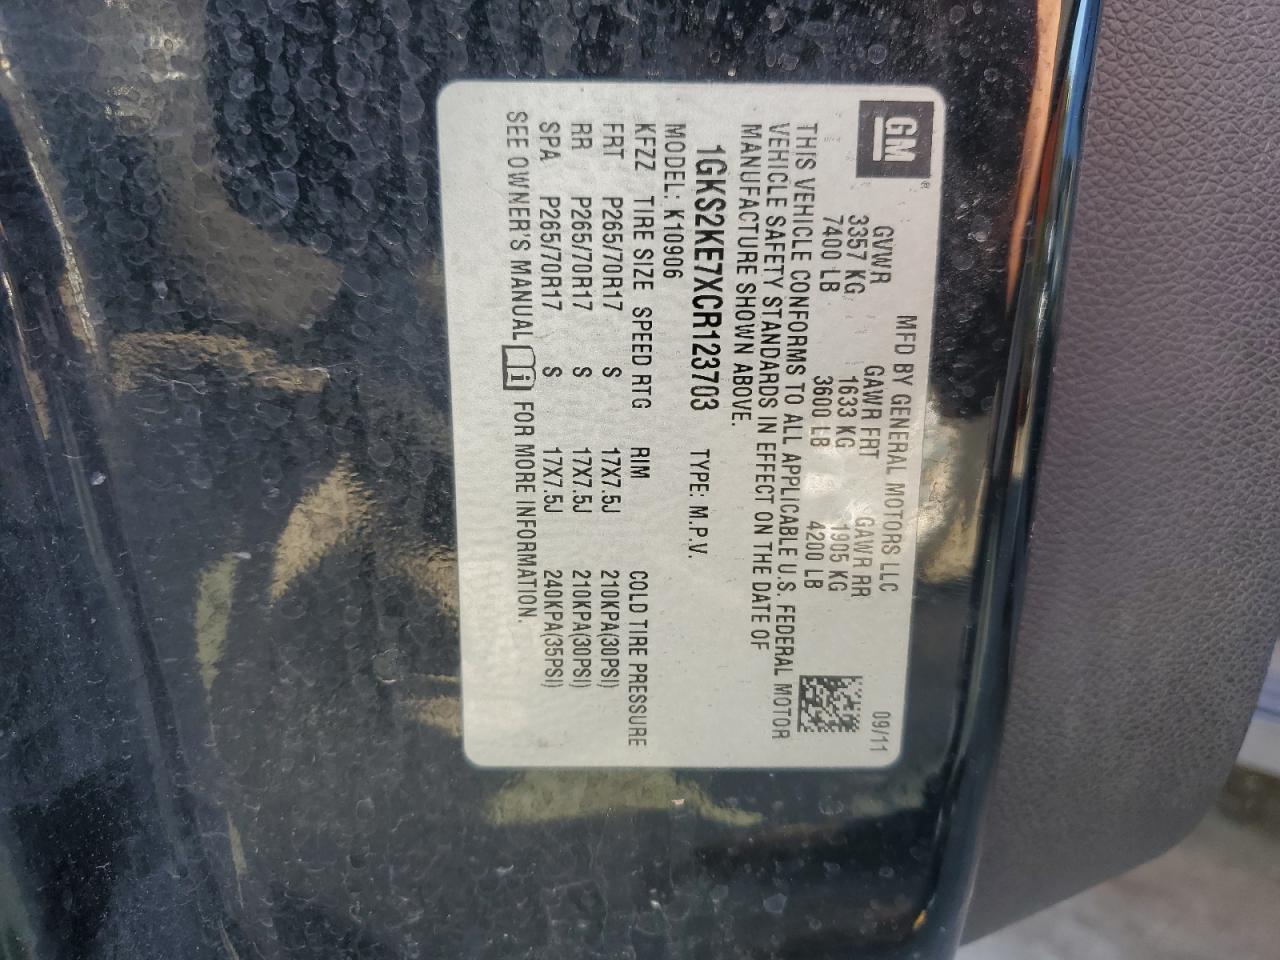 GM
MFD BY GENERAL MOTORS LLC 09/11
GVWR GAWR FRT GAWR RR
3357 KG 1633 KG 1905 KG
7400 LB 3600 LB 4200 LB
THIS VEHICLE CONFORMS TO ALL APPLICABLE U.S. FEDERAL MOTOR
VEHICLE SAFETY STANDARDS IN EFFECT ON THE DATE OF
MANUFACTURE SHOWN ABOVE.
1GKS2KE7XCR123703 TYPE: M.P.V.
MODEL: K10906
KFZZ TIRE SIZE SPEED RTG RIM COLD TIRE PRESSURE
FRT P265/70R17 S 17X7.5J 210KPA(30PSI)
RR P265/70R17 S 17X7.5J 210KPA(30PSI)
SPA P265/70R17 S 17X7.5J 240KPA(35PSI)
SEE OWNER'S MANUAL i FOR MORE INFORMATION.